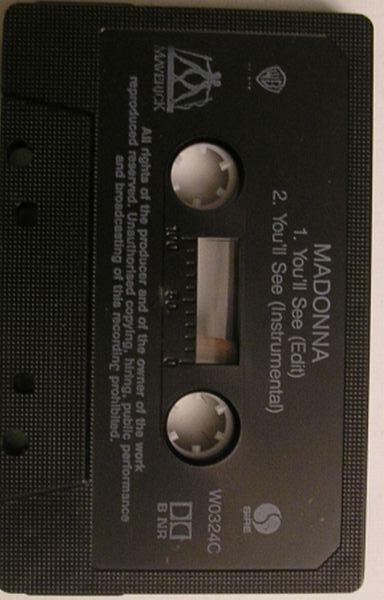 MADONNA
1. You'll See (Edit)
2. You'll See (Instrumental)
WB
SIRE
MAVERICK
100 50 0
W0324C
B NR
All rights of the producer and of the owner of the work
reproduced reserved. Unauthorised copying, hiring, public performance
and broadcasting of this recording prohibited.